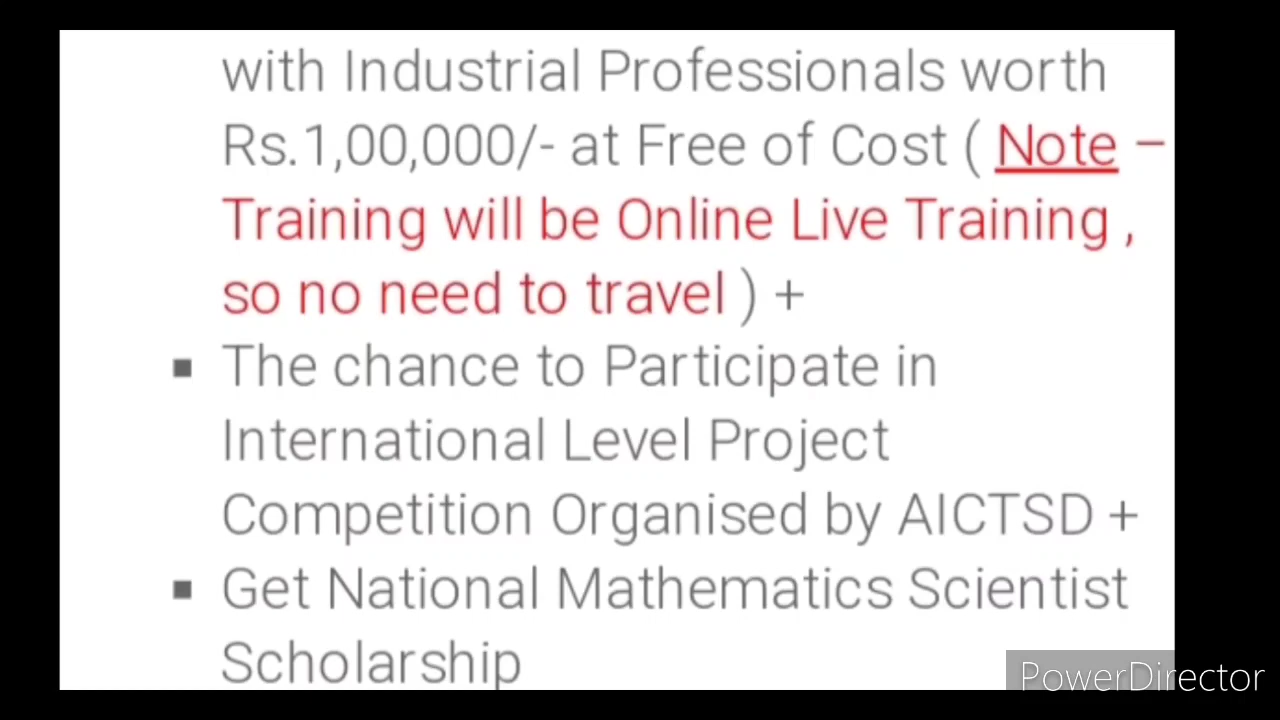 with Industrial Professionals worth
Rs.1,00,000/- at Free of Cost ( Note –
Training will be Online Live Training ,
so no need to travel ) +
▪ The chance to Participate in
International Level Project
Competition Organised by AICTSD +
▪ Get National Mathematics Scientist
Scholarship
PowerDirector